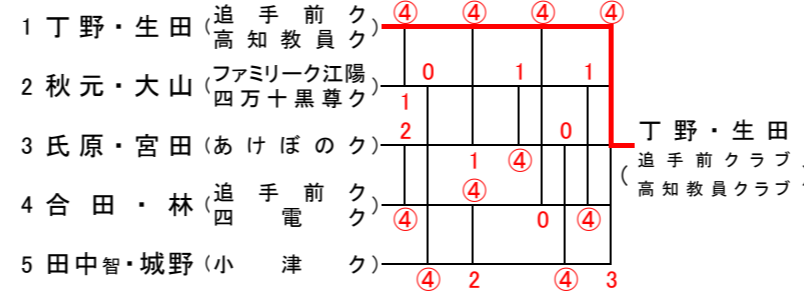 ④ ④ ④ ④
1 丁野・生田 (追手前ク 高知教員ク)
0 1 1
2 秋元・大山 (ファミリーク江陽 四万十黒尊ク)
1
2 0
3 氏原・宮田 (あけぼのク)
丁野・生田
1 ④
(追手前クラブ
高知教員クラブ
④
4 合田・林 (追手前ク 四電ク)
④ 0 ④
5 田中智・城野 (小津ク)
④ 2 ④ 3